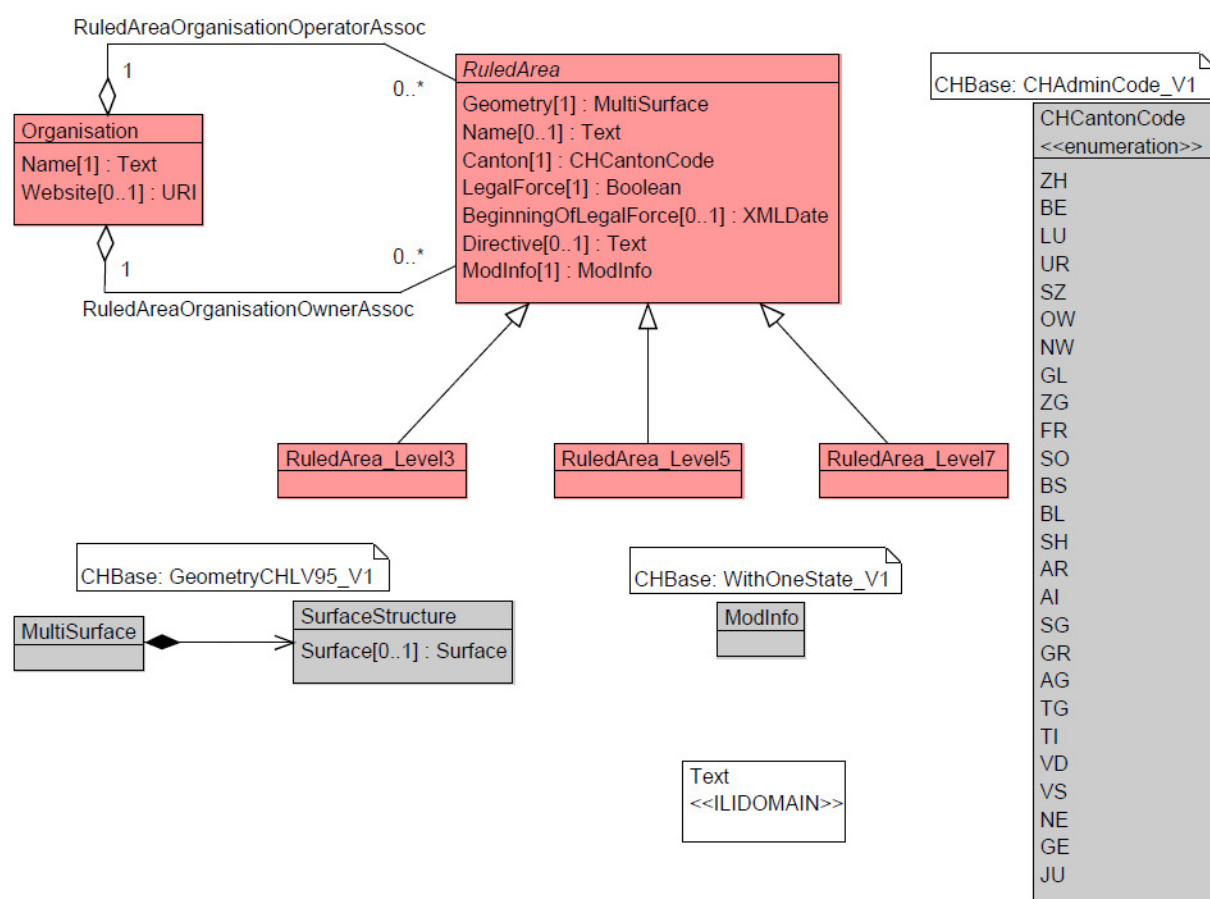 RuledAreaOrganisationOperatorAssoc
1
0..*
Organisation
Name[1] : Text
Website[0..1] : URI
1
0..*
RuledAreaOrganisationOwnerAssoc
RuledArea
Geometry[1] : MultiSurface
Name[0..1] : Text
Canton[1] : CHCantonCode
LegalForce[1] : Boolean
BeginningOfLegalForce[0..1] : XMLDate
Directive[0..1] : Text
ModInfo[1] : ModInfo
RuledArea_Level3
RuledArea_Level5
RuledArea_Level7
CHBase: CHAdminCode_V1
CHCantonCode
<<enumeration>>
ZH
BE
LU
UR
SZ
OW
NW
GL
ZG
FR
SO
BS
BL
SH
AR
AI
SG
GR
AG
TG
TI
VD
VS
NE
GE
JU
CHBase: GeometryCHLV95_V1
MultiSurface
SurfaceStructure
Surface[0..1] : Surface
CHBase: WithOneState_V1
ModInfo
Text
<<ILIDOMAIN>>